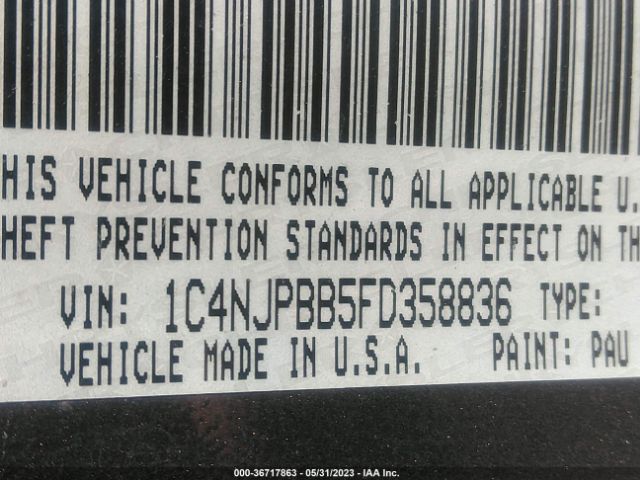 HIS VEHICLE CONFORMS TO ALL APPLICABLE U.
HEFT PREVENTION STANDARDS IN EFFECT ON TH
VIN: 1C4NJPBB5FD358836 TYPE:
VEHICLE MADE IN U.S.A. PAINT: PAU
000-36717863 - 05/31/2023 - IAA Inc.